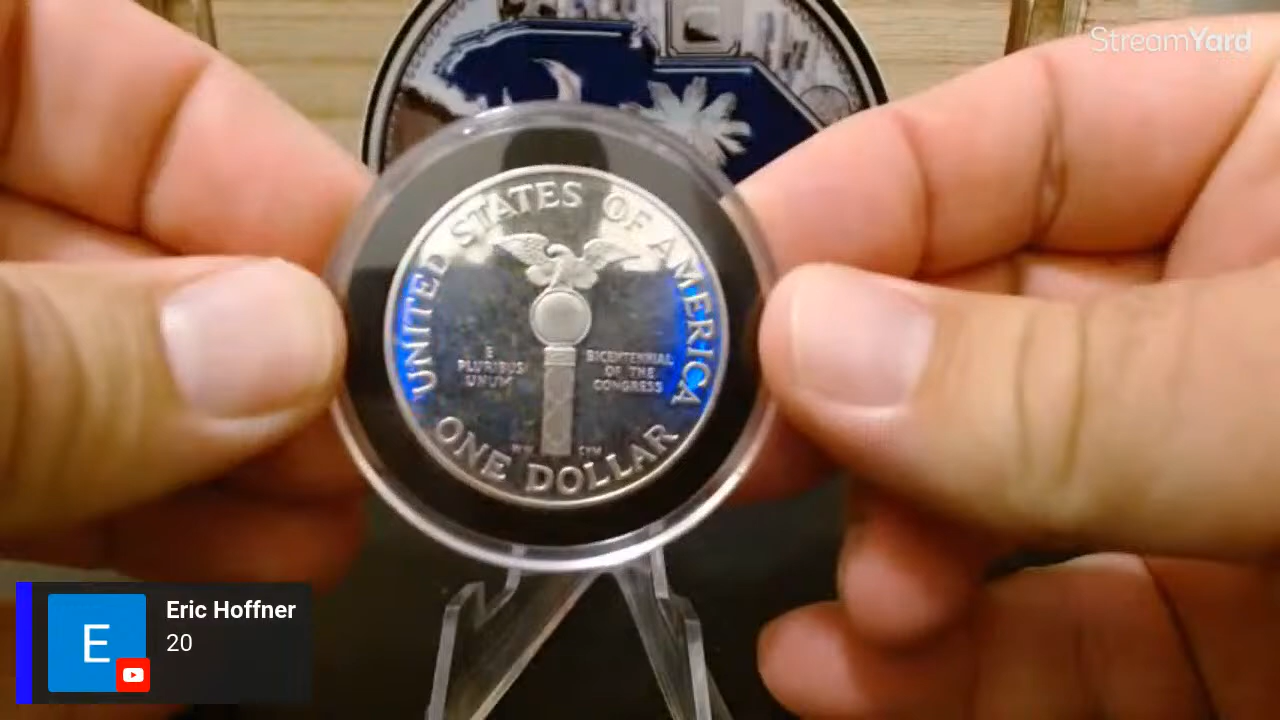 StreamYard
UNITED STATES OF AMERICA
E
PLURIBUS
UNUM
BICENTENNIAL
OF THE
CONGRESS
ONE DOLLAR
Eric Hoffner
E
20